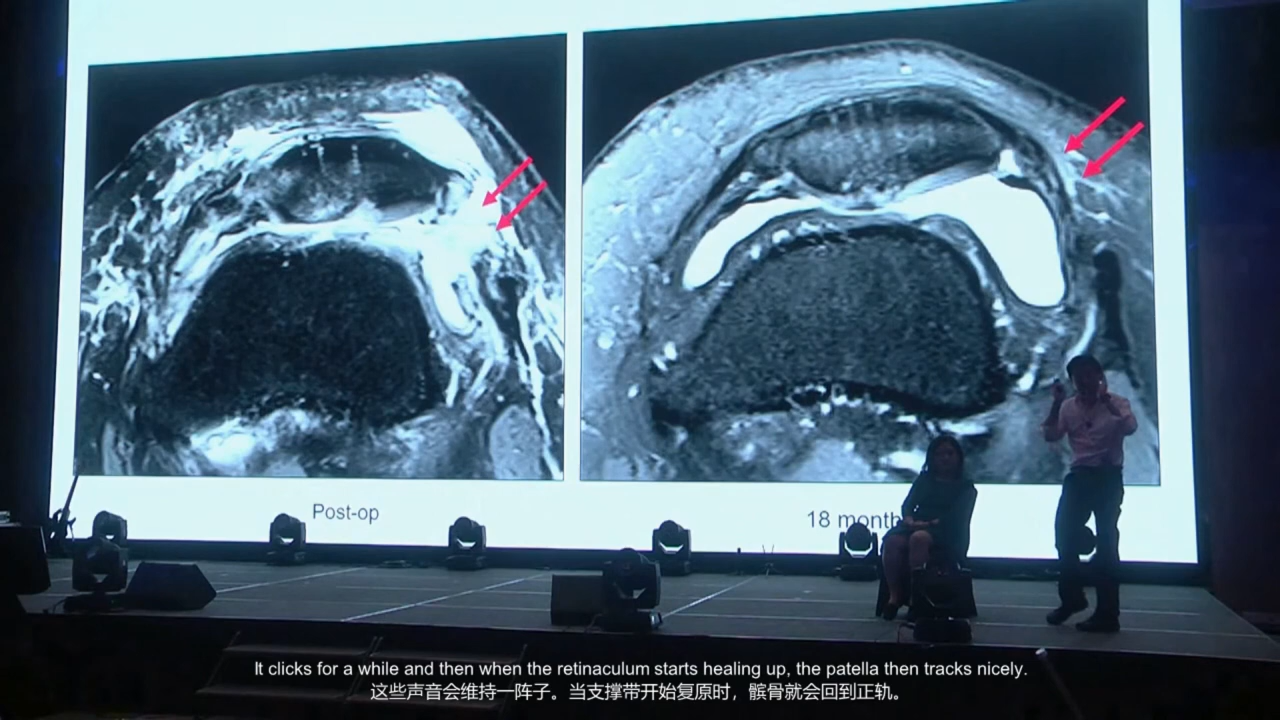 Post-op
18 month
It clicks for a while and then when the retinaculum starts healing up, the patella then tracks nicely.
这些声音会维持一阵子。当支撑带开始复原时，髌骨就会回到正轨。